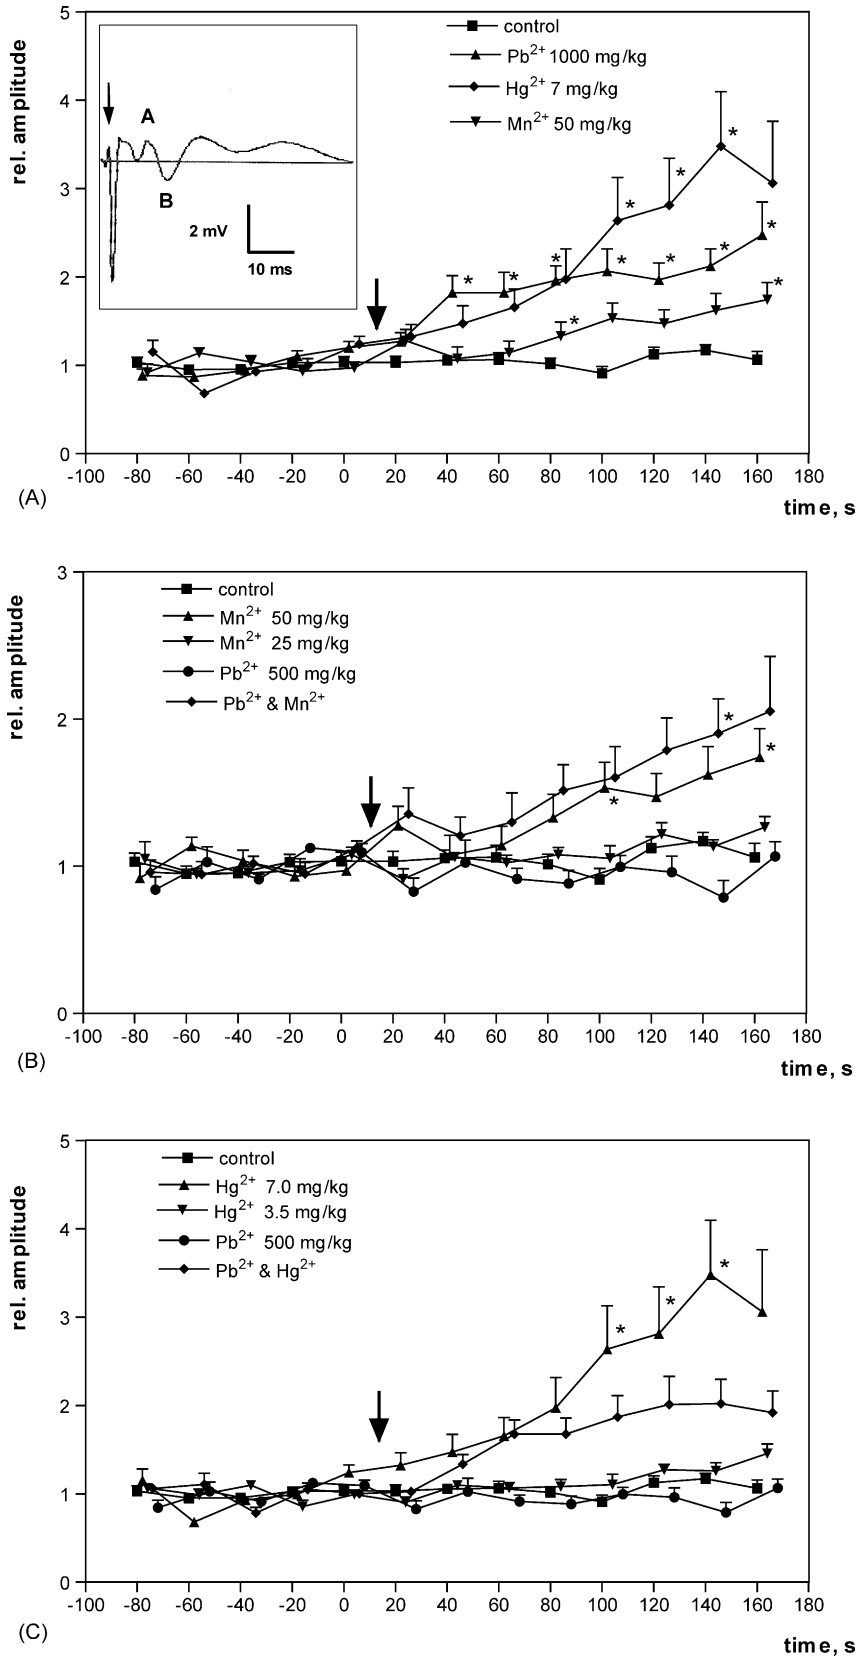 5
control
Pb2+ 1000 mg/kg
Hg2+ 7 mg/kg
Mn2+ 50 mg/kg
rel. amplitude
4
3
2
1
0
A
B
2 mV
10 ms
* * * * * * * * * * * * * *
-100 -80 -60 -40 -20 0 20 40 60 80 100 120 140 160 180
(A)
time, s
3
control
Mn2+ 50 mg/kg
Mn2+ 25 mg/kg
Pb2+ 500 mg/kg
Pb2+ & Mn2+
rel. amplitude
2
1
0
* * *
-100 -80 -60 -40 -20 0 20 40 60 80 100 120 140 160 180
(B)
time, s
5
control
Hg2+ 7.0 mg/kg
Hg2+ 3.5 mg/kg
Pb2+ 500 mg/kg
Pb2+ & Hg2+
rel. amplitude
4
3
2
1
0
* * *
-100 -80 -60 -40 -20 0 20 40 60 80 100 120 140 160 180
(C)
time, s